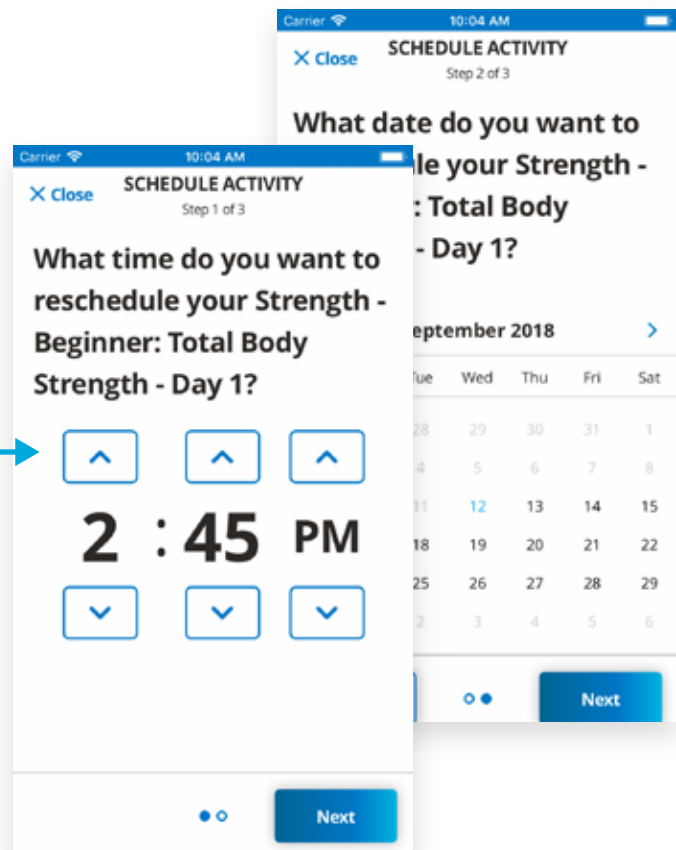 Carrier 10:04 AM
Close SCHEDULE ACTIVITY
Step 2 of 3
What date do you want to
your Strength -
: Total Body
- Day 1?
2018
Wed Thu Fri Sat
28 29 30 31 1
4 5 6 7 8
11 12 13 14 15
18 19 20 21 22
25 26 27 28 29
2 3 4 5 6
Next
Carrier 10:04 AM
Close SCHEDULE ACTIVITY
Step 1 of 3
What time do you want to
reschedule your Strength -
Beginner: Total Body
Strength - Day 1?
2 : 45 PM
Next